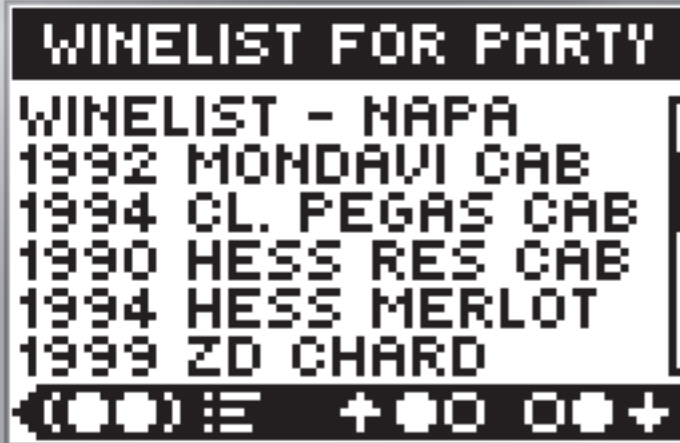 WINELIST FOR PARTY
WINELIST - NAPA
1992 MONDAVI CAB
1994 CL. PEGAS CAB
1990 HESS RES CAB
1994 HESS MERLOT
1999 ZD CHARD